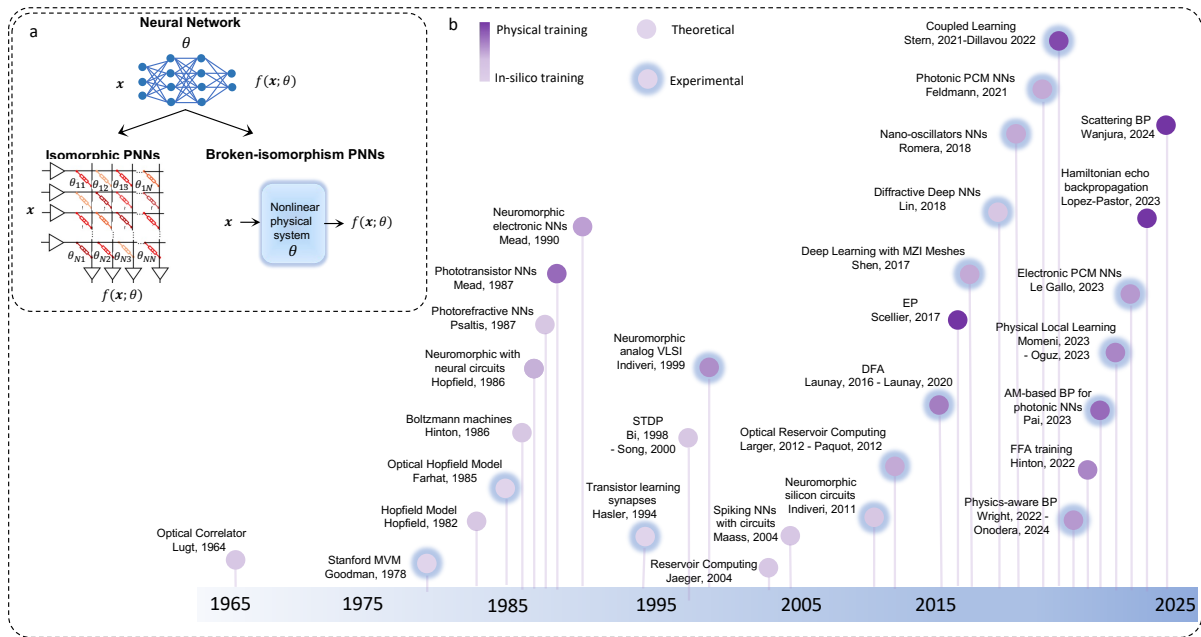 a
Neural Network
θ
x
f(x; θ)
Isomorphic PNNs
θ11
θ12
θ13
θ1N
x
θN1
θN2
θN3
θNN
f(x; θ)
Broken-isomorphism PNNs
x
Nonlinear
physical
system
θ
f(x; θ)
b
Physical training
In-silico training
Theoretical
Experimental
Optical Correlator
Lugt, 1964
Stanford MVM
Goodman, 1978
Hopfield Model
Hopfield, 1982
Optical Hopfield Model
Farhat, 1985
Boltzmann machines
Hinton, 1986
Neuromorphic with
neural circuits
Hopfield, 1986
Photorefractive NNs
Psaltis, 1987
Phototransistor NNs
Mead, 1987
Neuromorphic
electronic NNs
Mead, 1990
Transistor learning
synapses
Hasler, 1994
STDP
Bi, 1998
- Song, 2000
Neuromorphic
analog VLSI
Indiveri, 1999
Reservoir Computing
Jaeger, 2004
Spiking NNs
with circuits
Maass, 2004
Neuromorphic
silicon circuits
Indiveri, 2011
Optical Reservoir Computing
Larger, 2012 - Paquot, 2012
DFA
Launay, 2016 - Launay, 2020
EP
Scellier, 2017
Deep Learning with MZI Meshes
Shen, 2017
Diffractive Deep NNs
Lin, 2018
Nano-oscillators NNs
Romera, 2018
Photonic PCM NNs
Feldmann, 2021
Coupled Learning
Stern, 2021-Dillavou 2022
Physics-aware BP
Wright, 2022 -
Onodera, 2024
FFA training
Hinton, 2022
AM-based BP for
photonic NNs
Pai, 2023
Physical Local Learning
Momeni, 2023
- Oguz, 2023
Electronic PCM NNs
Le Gallo, 2023
Hamiltonian echo
backpropagation
Lopez-Pastor, 2023
Scattering BP
Wanjura, 2024
1965
1975
1985
1995
2005
2015
2025